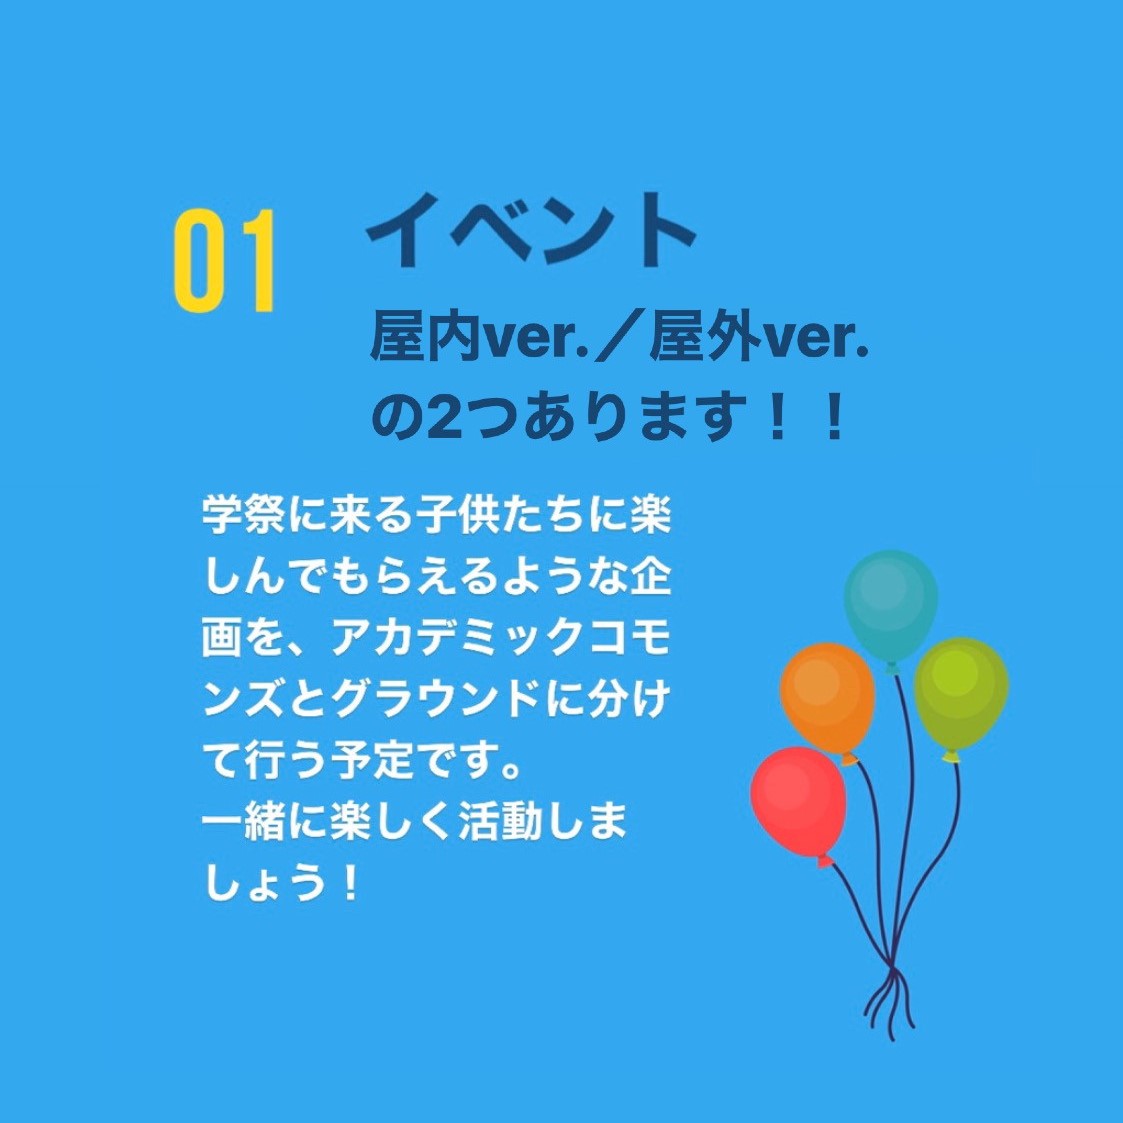 01
イベント
屋内ver.／屋外ver.
の2つあります！！
学祭に来る子供たちに楽
しんでもらえるような企
画を、アカデミックコモ
ンズとグラウンドに分け
て行う予定です。
一緒に楽しく活動しま
しょう！